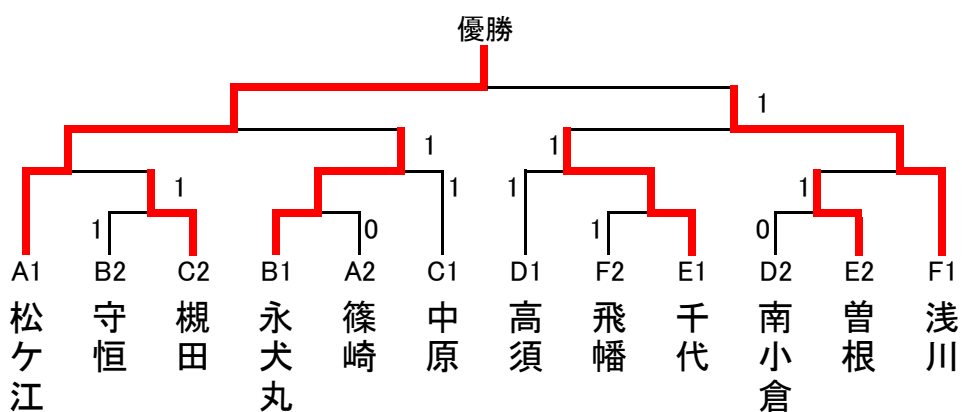 優勝
1
1
1
1
1
1
1
1
0
1
0
A1
B2
C2
B1
A2
C1
D1
F2
E1
D2
E2
F1
松ケ江
守恒
槻田
永犬丸
篠崎
中原
高須
飛幡
千代
南小倉
曽根
浅川